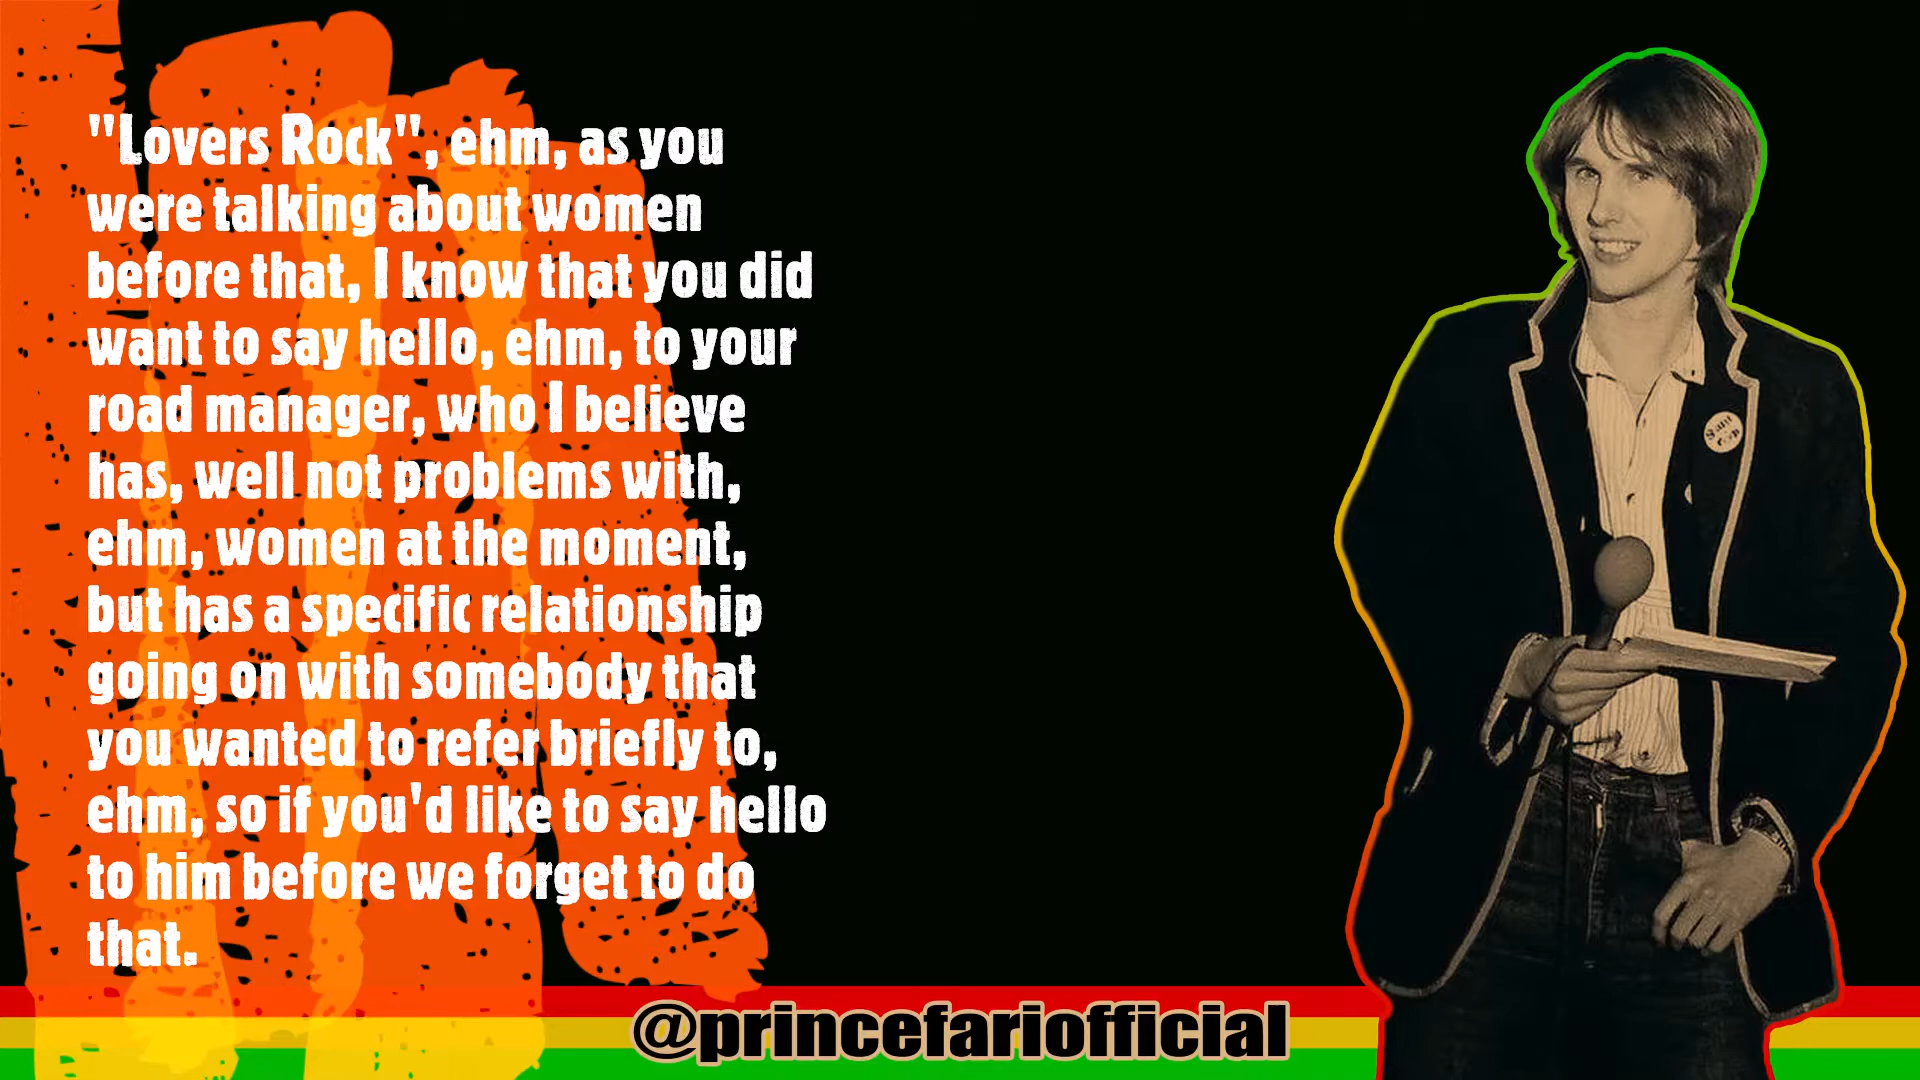 "Lovers Rock", ehm, as you
were talking about women
before that, I know that you did
want to say hello, ehm, to your
road manager, who I believe
has, well not problems with,
ehm, women at the moment,
but has a specific relationship
going on with somebody that
you wanted to refer briefly to,
ehm, so if you'd like to say hello
to him before we forget to do
that.
@princefariofficial